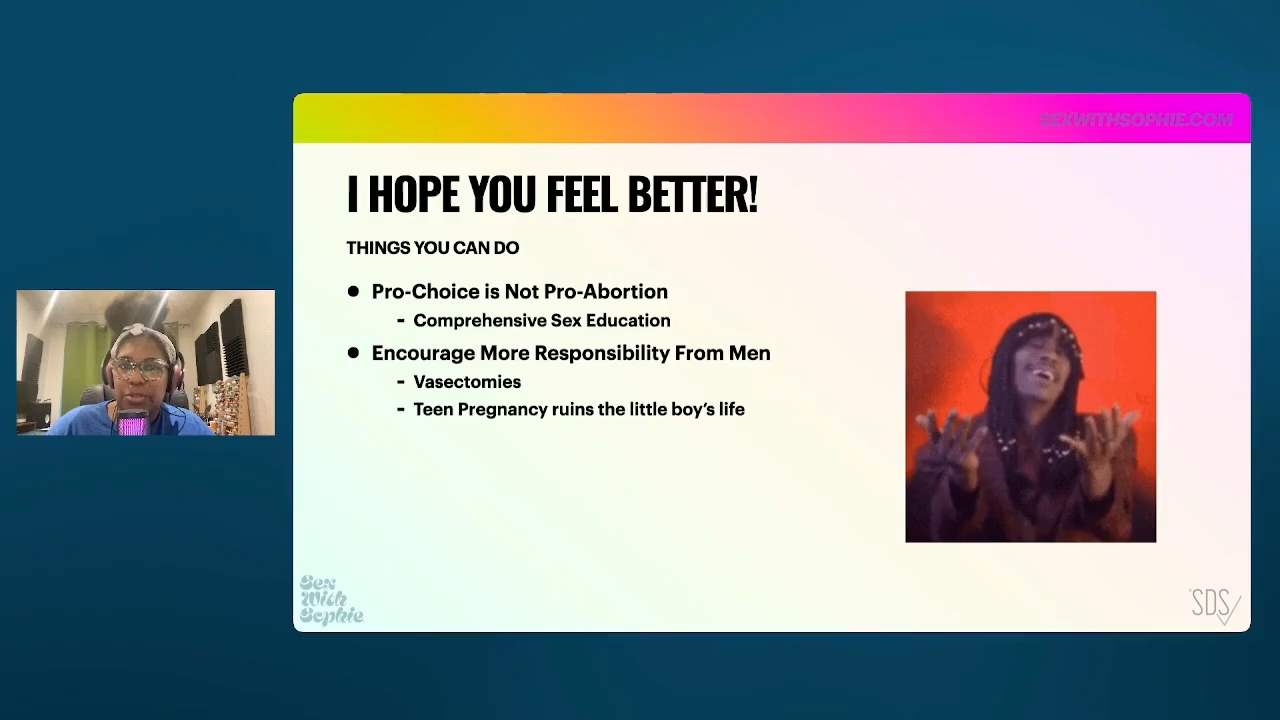 SEXWITHSOPHIE.COM
I HOPE YOU FEEL BETTER!
THINGS YOU CAN DO
● Pro-Choice is Not Pro-Abortion
- Comprehensive Sex Education
● Encourage More Responsibility From Men
- Vasectomies
- Teen Pregnancy ruins the little boy's life
Sex
With
Sophie
SDS